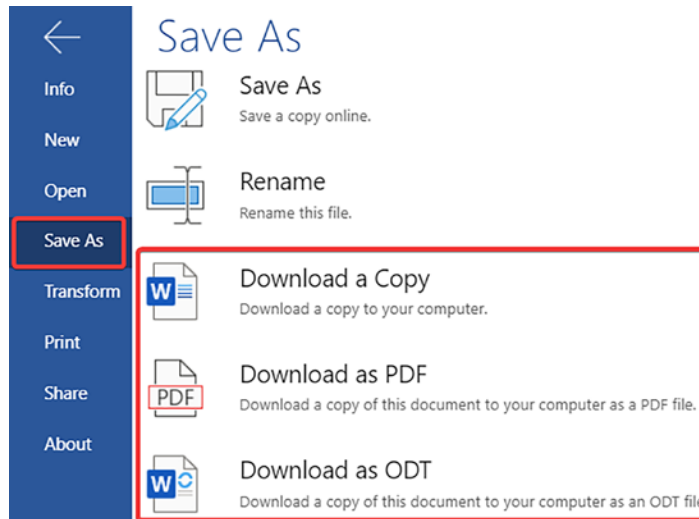 Save As
Info
New
Open
Save As
Transform
Print
Share
About
Save As
Save a copy online.
Rename
Rename this file.
W
Download a Copy
Download a copy to your computer.
PDF
Download as PDF
Download a copy of this document to your computer as a PDF file.
W
Download as ODT
Download a copy of this document to your computer as an ODT